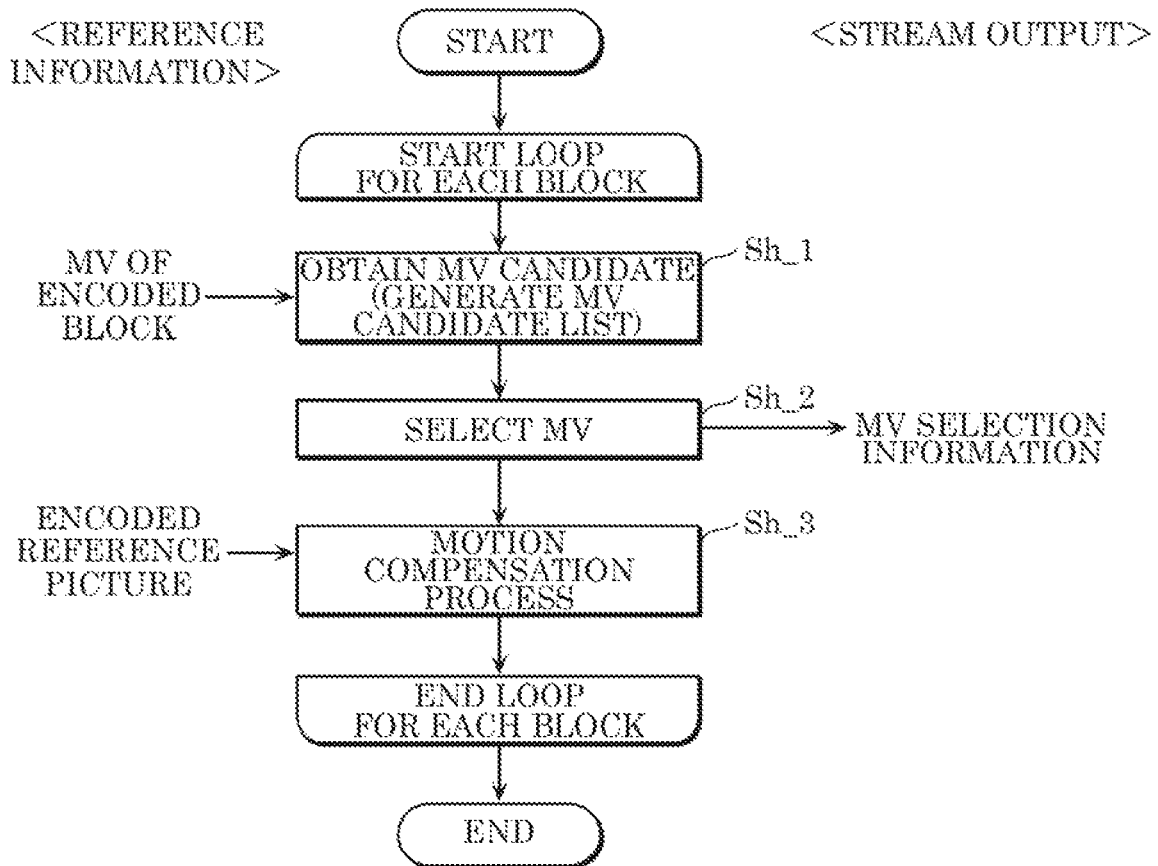 <REFERENCE
INFORMATION>
START
<STREAM OUTPUT>
START LOOP
FOR EACH BLOCK
Sh_1
MV OF
ENCODED
BLOCK
OBTAIN MV CANDIDATE
(GENERATE MV
CANDIDATE LIST)
Sh_2
SELECT MV
MV SELECTION
INFORMATION
Sh_3
ENCODED
REFERENCE
PICTURE
MOTION
COMPENSATION
PROCESS
END LOOP
FOR EACH BLOCK
END